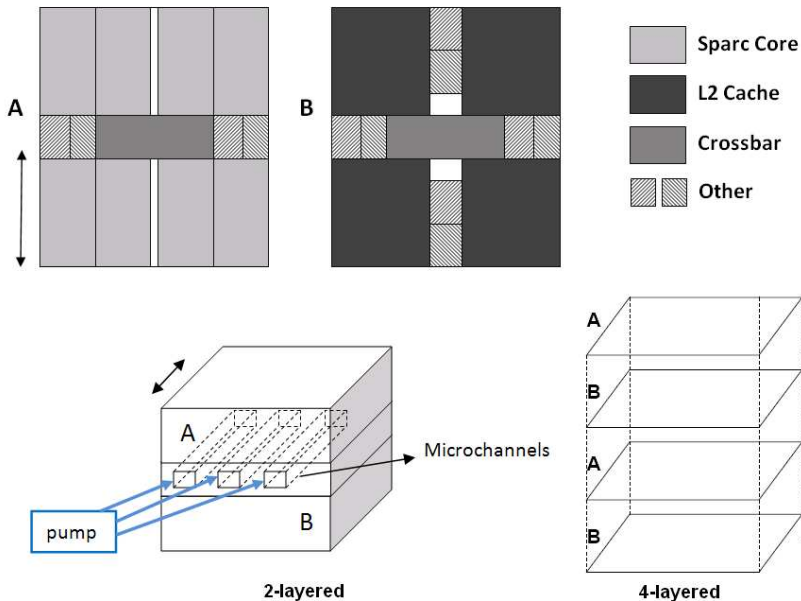 A
B
Sparc Core
L2 Cache
Crossbar
Other
A
B
Microchannels
pump
2-layered
A
B
A
B
4-layered